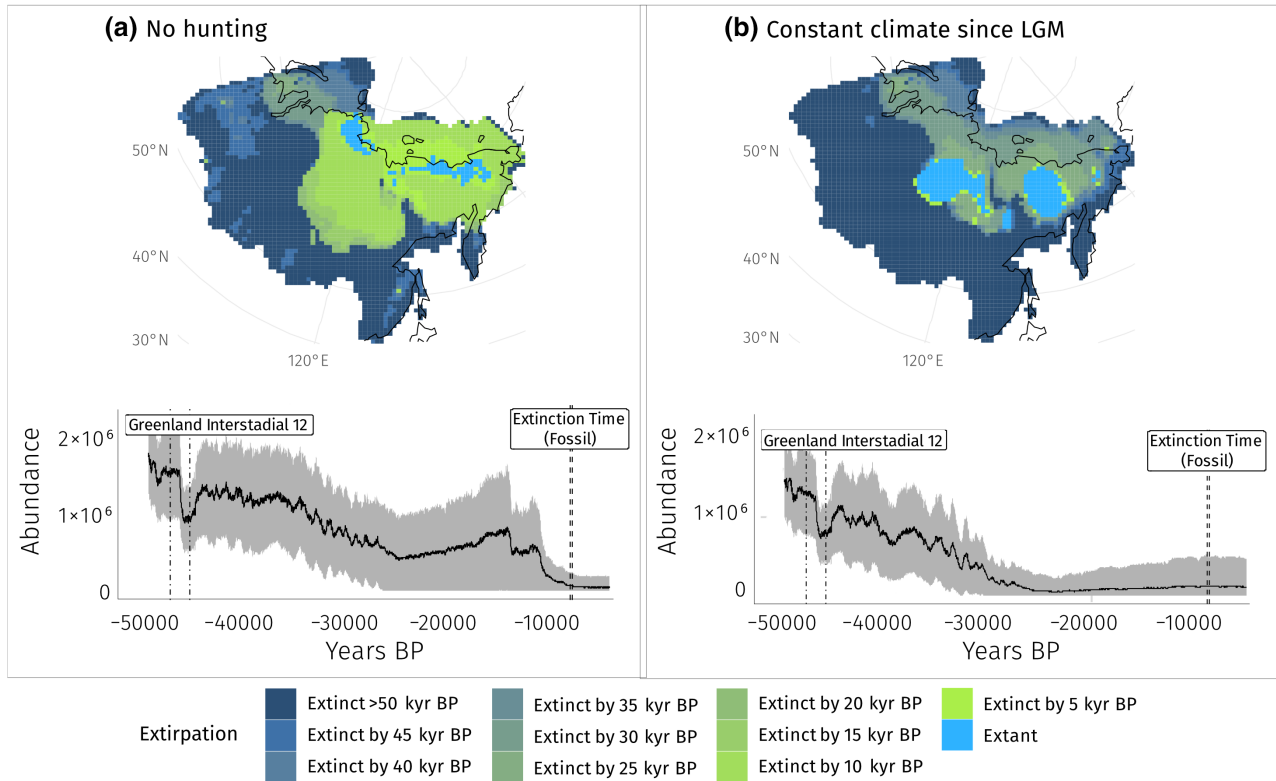 (a) No hunting
50°N
40°N
30°N
120°E
Abundance
2×10⁶
1×10⁶
0
Greenland Interstadial 12
Extinction Time
(Fossil)
−50000 −40000 −30000 −20000 −10000
Years BP
(b) Constant climate since LGM
50°N
40°N
30°N
120°E
Abundance
2×10⁶
1×10⁶
0
Greenland Interstadial 12
Extinction Time
(Fossil)
−50000 −40000 −30000 −20000 −10000
Years BP
Extirpation
Extinct >50 kyr BP
Extinct by 45 kyr BP
Extinct by 40 kyr BP
Extinct by 35 kyr BP
Extinct by 30 kyr BP
Extinct by 25 kyr BP
Extinct by 20 kyr BP
Extinct by 15 kyr BP
Extinct by 10 kyr BP
Extinct by 5 kyr BP
Extant